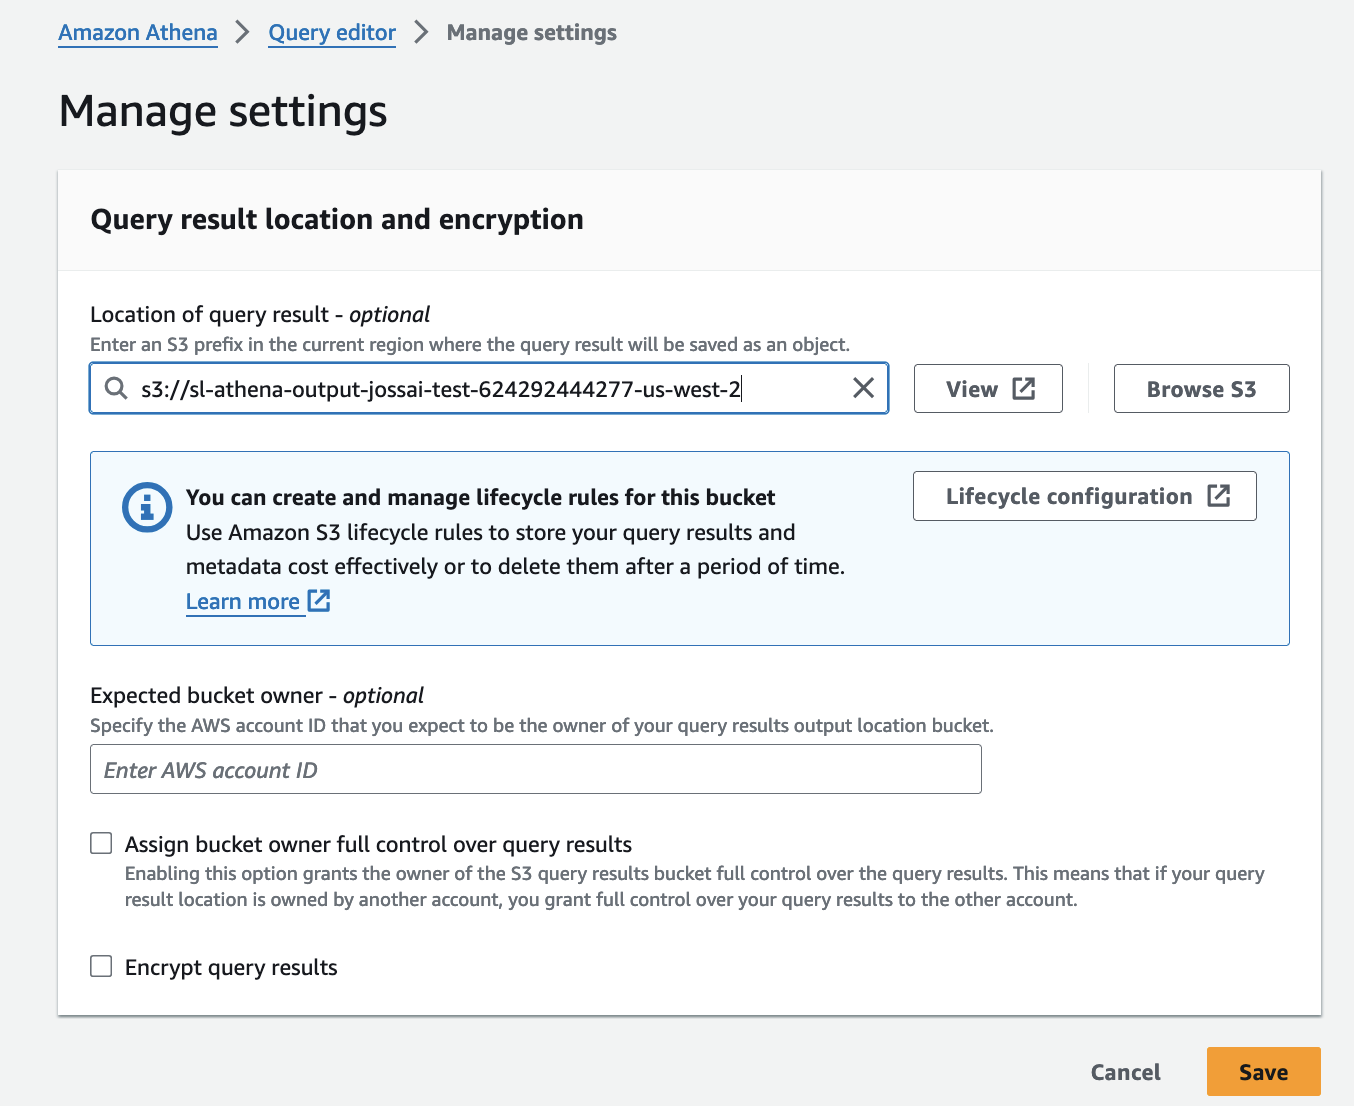 Amazon Athena > Query editor > Manage settings
Manage settings
Query result location and encryption
Location of query result - optional
Enter an S3 prefix in the current region where the query result will be saved as an object.
s3://sl-athena-output-jossai-test-624292444277-us-west-2
View
Browse S3
You can create and manage lifecycle rules for this bucket
Lifecycle configuration
Use Amazon S3 lifecycle rules to store your query results and
metadata cost effectively or to delete them after a period of time.
Learn more
Expected bucket owner - optional
Specify the AWS account ID that you expect to be the owner of your query results output location bucket.
Enter AWS account ID
Assign bucket owner full control over query results
Enabling this option grants the owner of the S3 query results bucket full control over the query results. This means that if your query
result location is owned by another account, you grant full control over your query results to the other account.
Encrypt query results
Cancel
Save